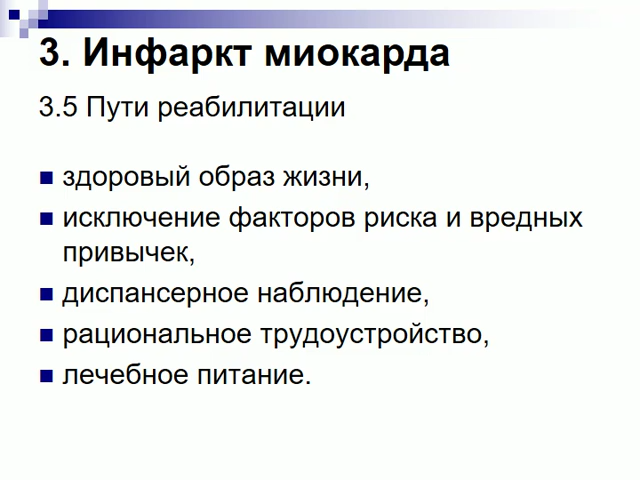 3. Инфаркт миокарда
3.5 Пути реабилитации
здоровый образ жизни,
исключение факторов риска и вредных
привычек,
диспансерное наблюдение,
рациональное трудоустройство,
лечебное питание.